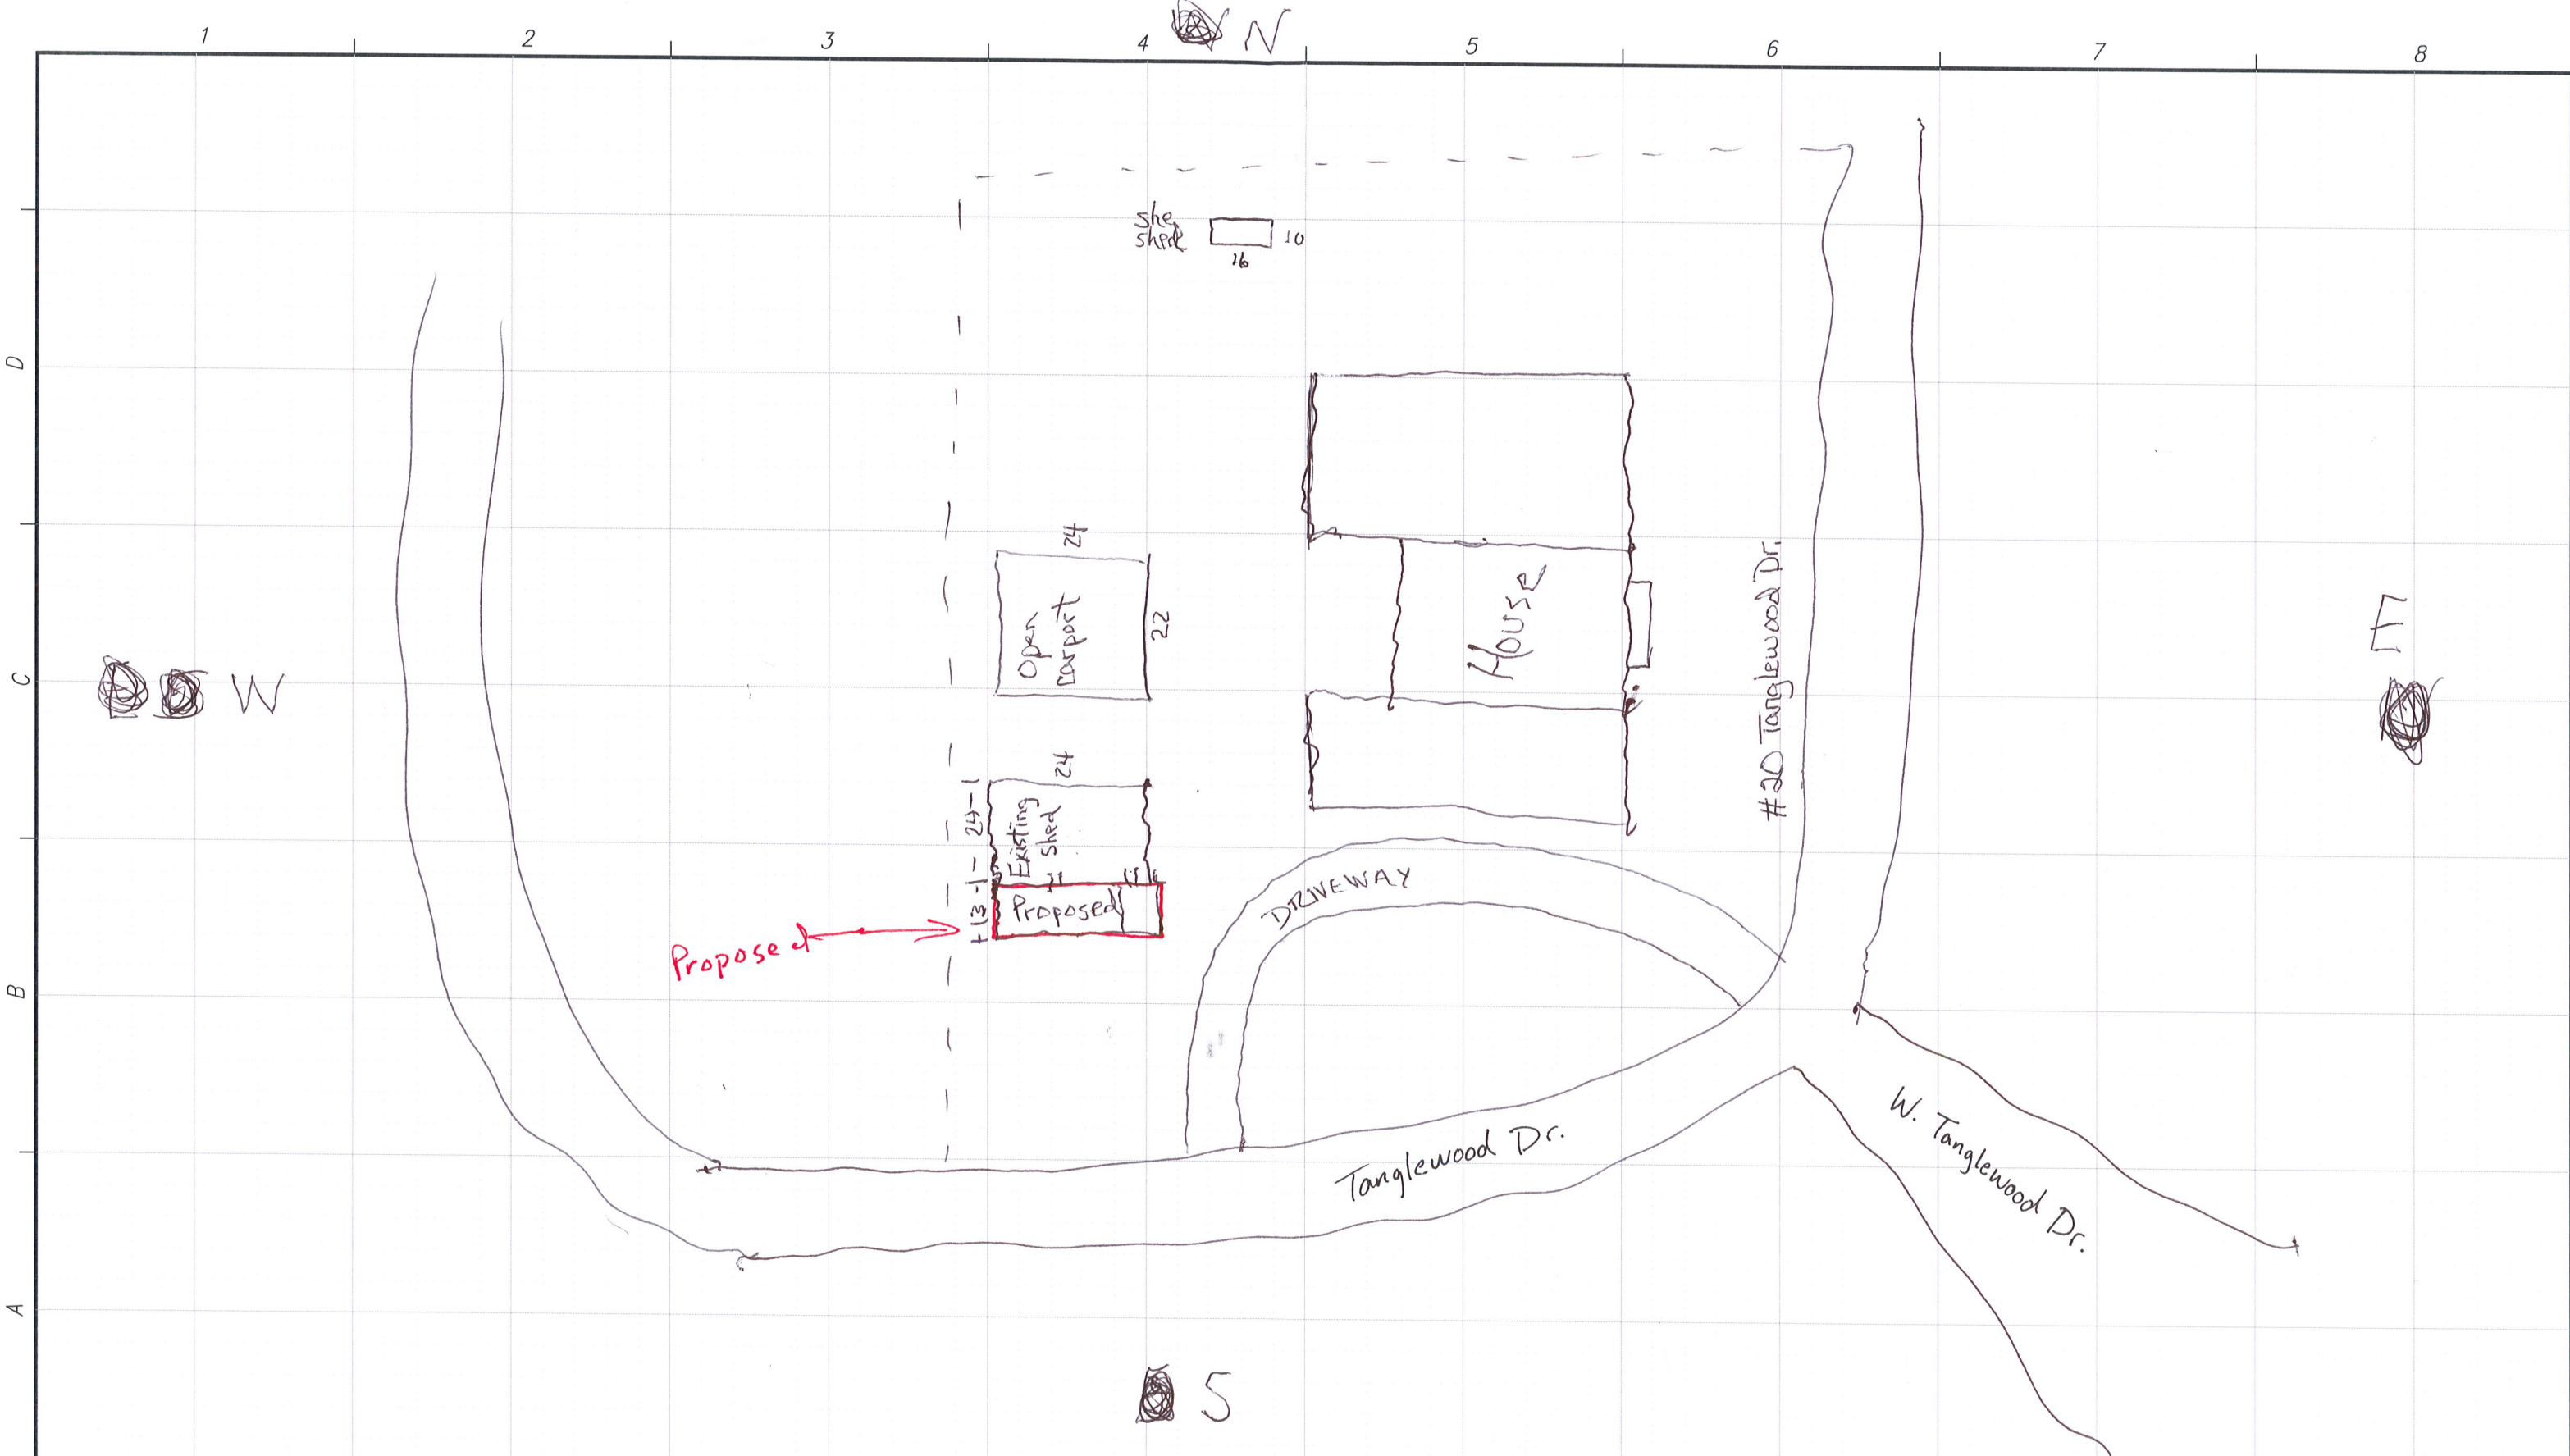 1 2 3 4 5 6 7 8
N
she
shed
10
16
D
24
Open
carport
22
House
#20 Tanglewood Dr.
E
C
W
24
24
Existing
shed
13
Proposed
Proposed
DRIVEWAY
B
W. Tanglewood Dr.
Tanglewood Dr.
A
S